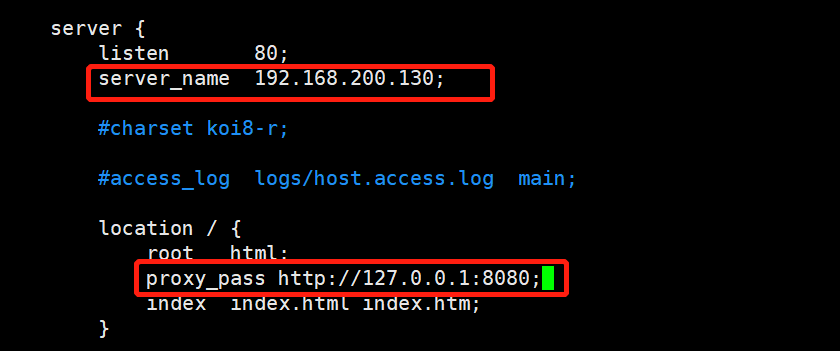 server {
listen       80;
server_name  192.168.200.130;
#charset koi8-r;
#access_log  logs/host.access.log  main;
location / {
root   html;
proxy_pass http://127.0.0.1:8080;
index  index.html index.htm;
}